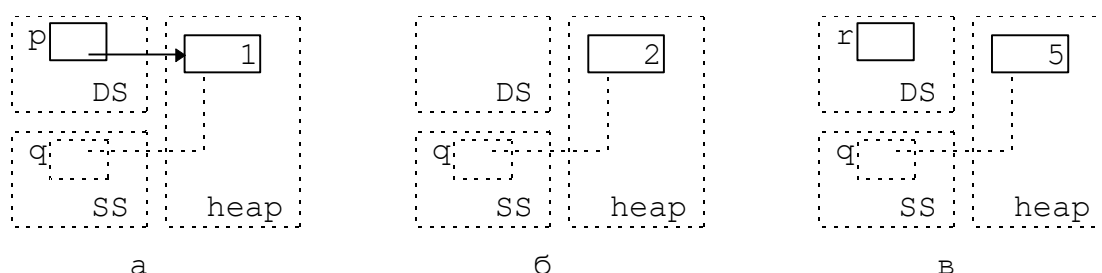 p 1 2 r 5
DS DS DS
q q q
SS heap SS heap SS heap
а б в